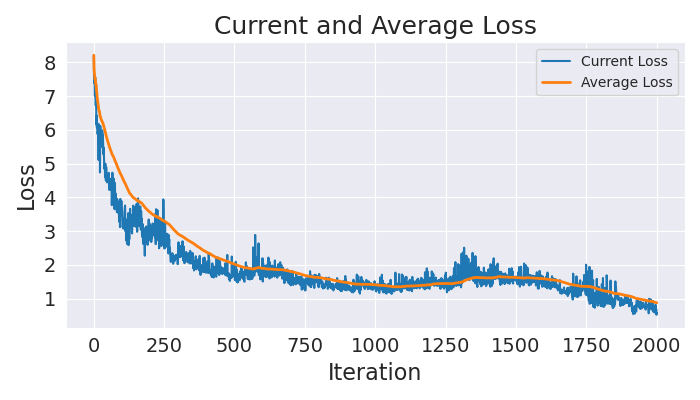 Current and Average Loss
Current Loss
Average Loss
8
7
6
5
4
3
2
1
Loss
0 250 500 750 1000 1250 1500 1750 2000
Iteration